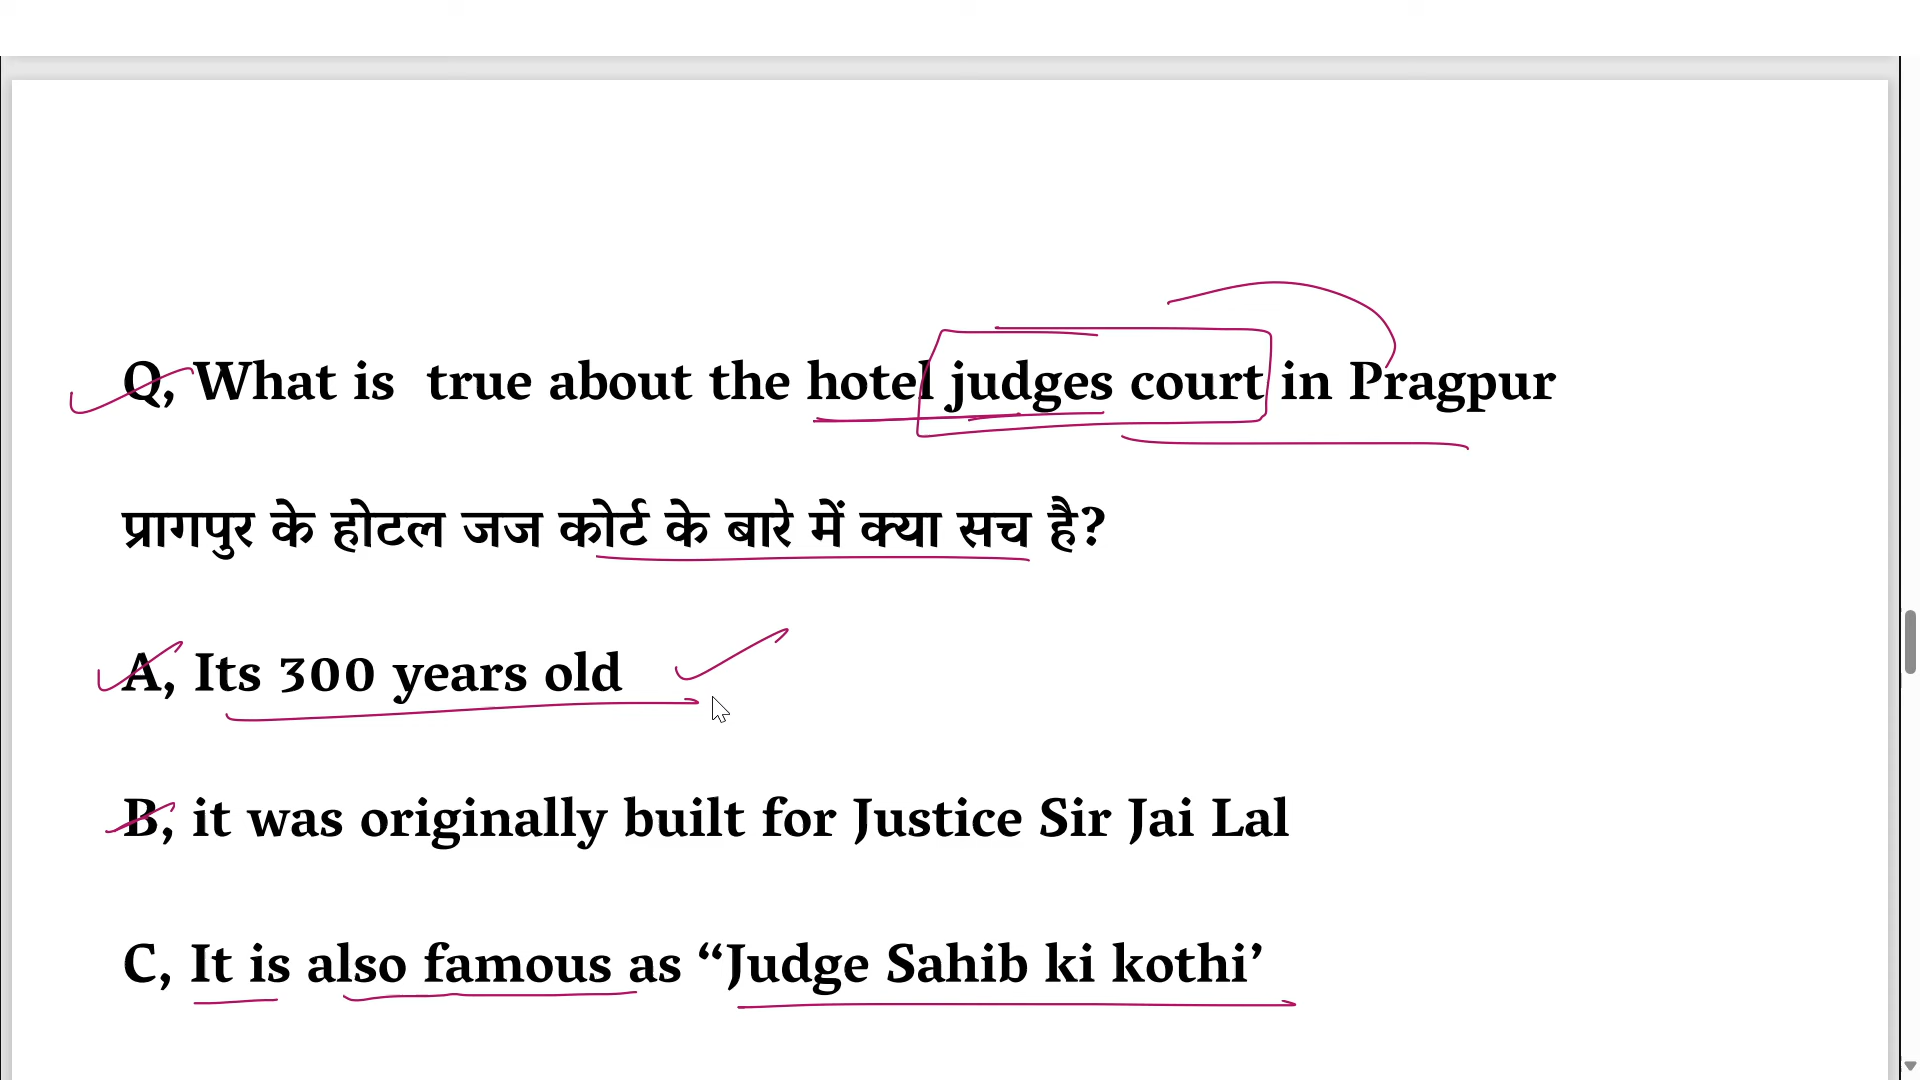 Q, What is true about the hotel judges court in Pragpur
प्रागपुर के होटल जज कोर्ट के बारे में क्या सच है?
A, Its 300 years old
B, it was originally built for Justice Sir Jai Lal
C, It is also famous as “Judge Sahib ki kothi’